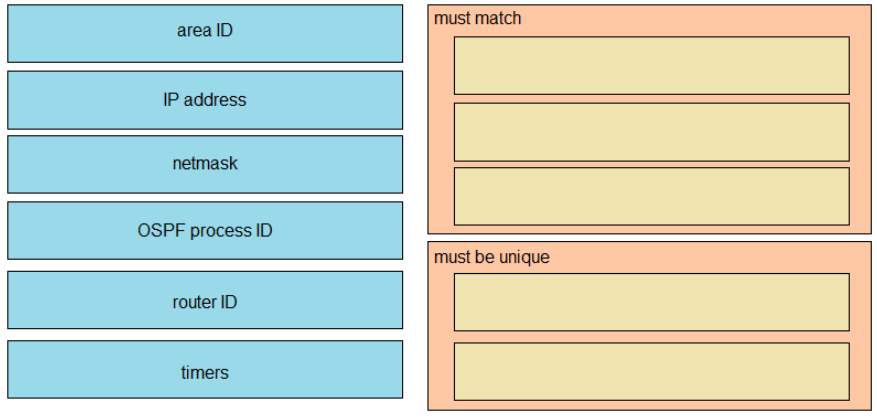 area ID
IP address
netmask
OSPF process ID
router ID
timers
must match
must be unique